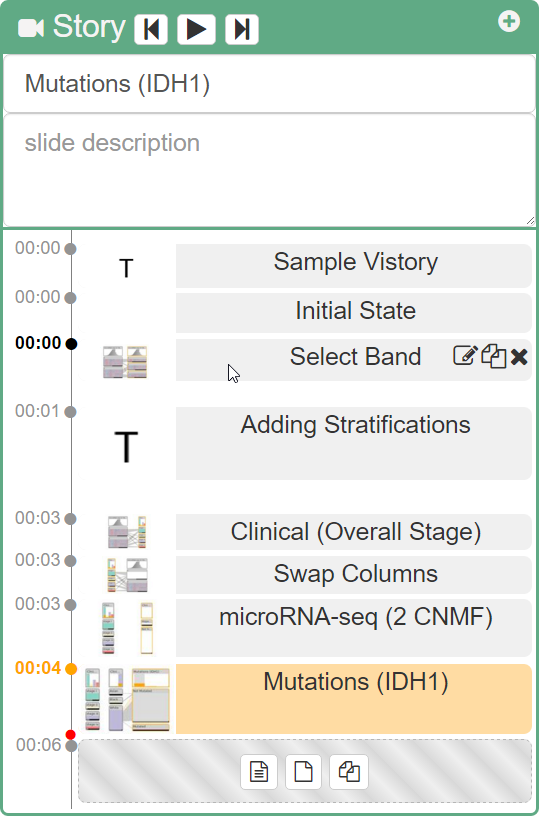 Story
Mutations (IDH1)
slide description
00:00 T Sample Vistory
00:00 Initial State
00:00 Select Band
00:01 T Adding Stratifications
00:03 Clinical (Overall Stage)
00:03 Swap Columns
00:03 microRNA-seq (2 CNMF)
00:04 Mutations (IDH1)
00:06